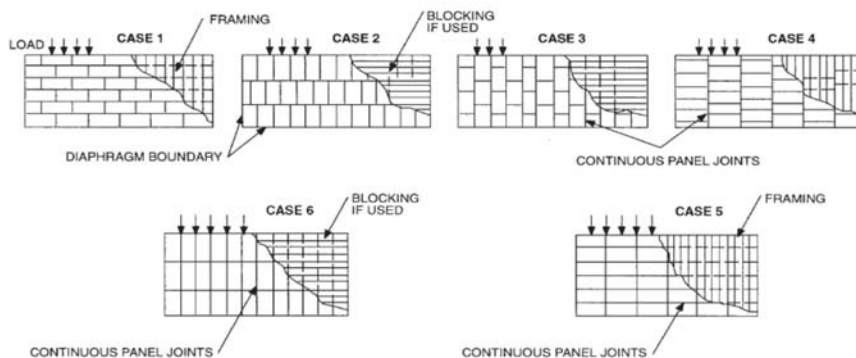 FRAMING
BLOCKING
IF USED
LOAD
CASE 1
CASE 2
CASE 3
CASE 4
DIAPHRAGM BOUNDARY
CONTINUOUS PANEL JOINTS
CASE 6
BLOCKING
IF USED
CASE 5
FRAMING
CONTINUOUS PANEL JOINTS
CONTINUOUS PANEL JOINTS